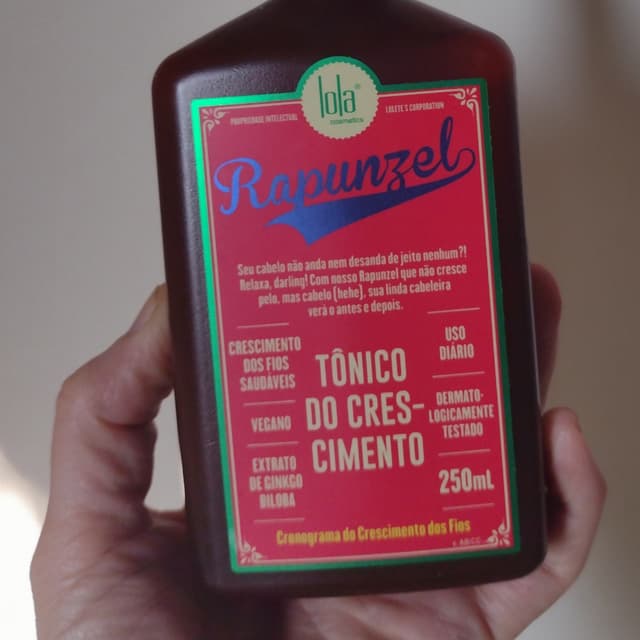 lola
cosmetics
PROPRIEDADE INTELECTUAL
LOLETE'S CORPORATION
Rapunzel
Seu cabelo não anda nem desanda de jeito nenhum?!
Relaxa, darling! Com nosso Rapunzel que não cresce
pelo, mas cabelo (hehe), sua linda cabeleira
verá o antes e depois.
CRESCIMENTO
DOS FIOS
SAUDÁVEIS
VEGANO
EXTRATO
DE GINKGO
BILOBA
TÔNICO
DO CRES-
CIMENTO
USO
DIÁRIO
DERMATO-
LOGICAMENTE
TESTADO
250mL
Cronograma do Crescimento dos Fios